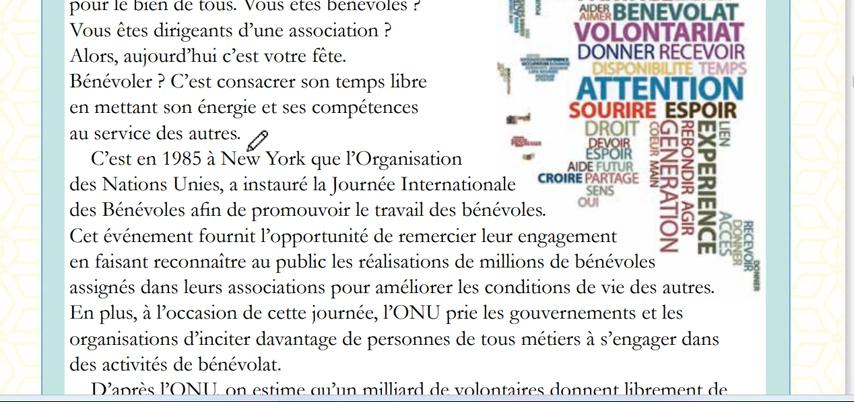 pour le bien de tous. Vous êtes bénévoles ?
Vous êtes dirigeants d’une association ?
Alors, aujourd’hui c’est votre fête.
Bénévoler ? C’est consacrer son temps libre
en mettant son énergie et ses compétences
au service des autres.
C’est en 1985 à New York que l’Organisation
des Nations Unies, a instauré la Journée Internationale
des Bénévoles afin de promouvoir le travail des bénévoles.
Cet événement fournit l’opportunité de remercier leur engagement
en faisant reconnaître au public les réalisations de millions de bénévoles
assignés dans leurs associations pour améliorer les conditions de vie des autres.
En plus, à l’occasion de cette journée, l’ONU prie les gouvernements et les
organisations d’inciter davantage de personnes de tous métiers à s’engager dans
des activités de bénévolat.
D’après l’ONU, on estime qu’un milliard de volontaires donnent librement de
AIDER
AIMER
BENEVOLAT
VOLONTARIAT
DONNER RECEVOIR
DISPONIBILITE TEMPS
ATTENTION
SOURIRE ESPOIR
DROIT
DEVOIR
ESPOIR
AIDE FUTUR
CROIRE PARTAGE
SENS
OUI
COEUR MAIN
GENERATION
REBONDIR AGIR
EXPERIENCE
LIEN
ACCES
DONNER
RECEVOIR
DONNER